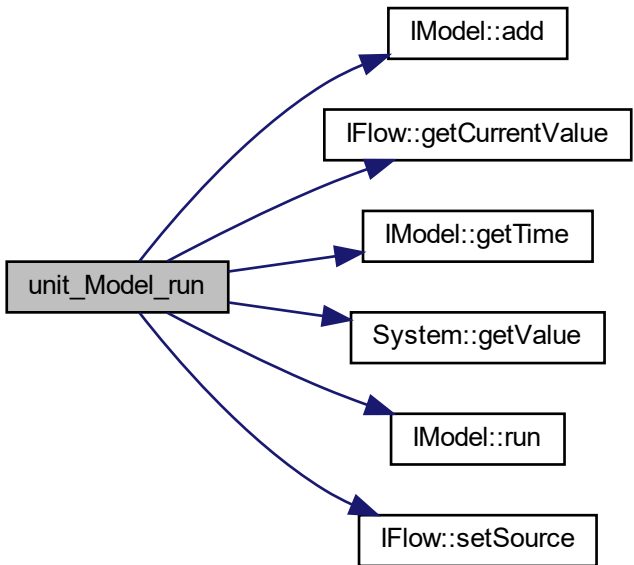 IModel::add
IFlow::getCurrentValue
IModel::getTime
unit_Model_run
System::getValue
IModel::run
IFlow::setSource